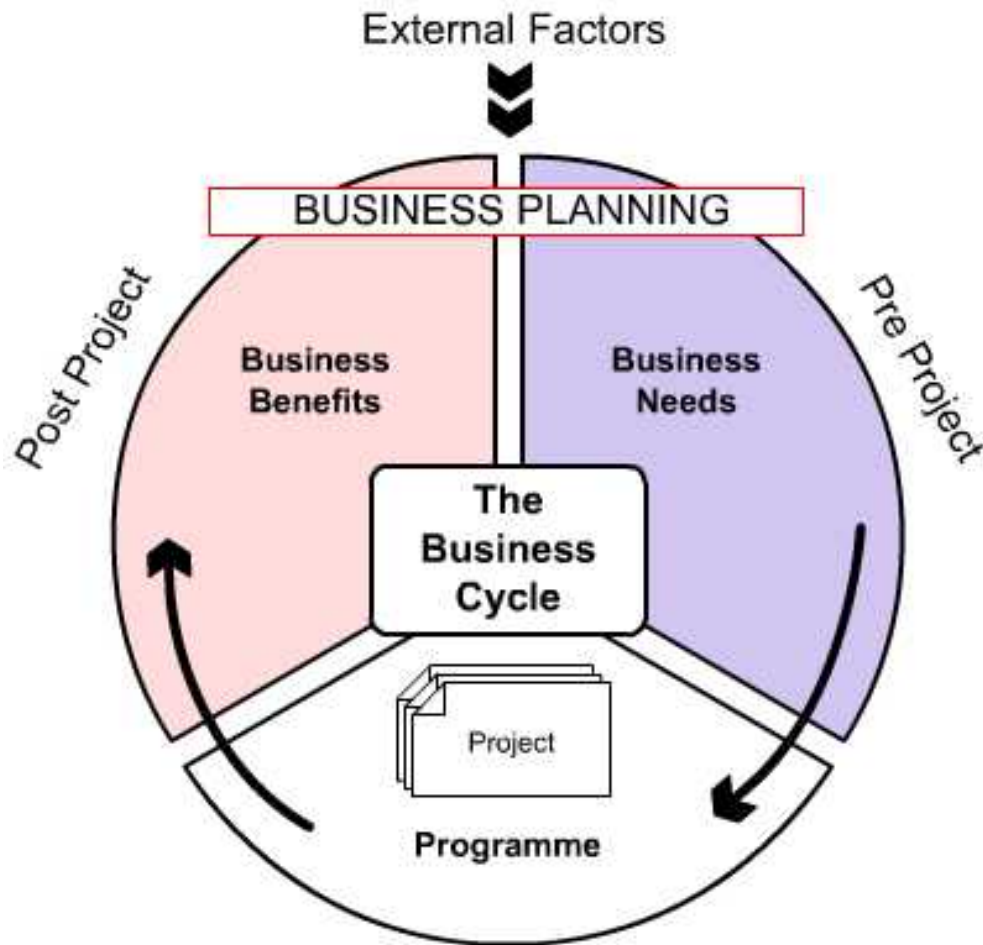 External Factors
BUSINESS PLANNING
Post Project
Pre Project
Business
Benefits
Business
Needs
The
Business
Cycle
Project
Programme